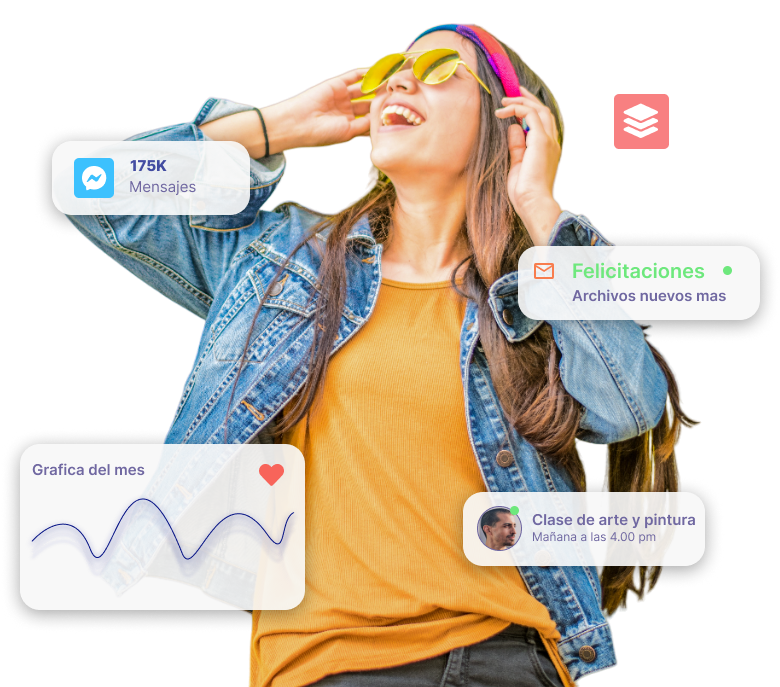 175K
Mensajes
Felicitaciones
Archivos nuevos mas
Grafica del mes
Clase de arte y pintura
Mañana a las 4.00 pm